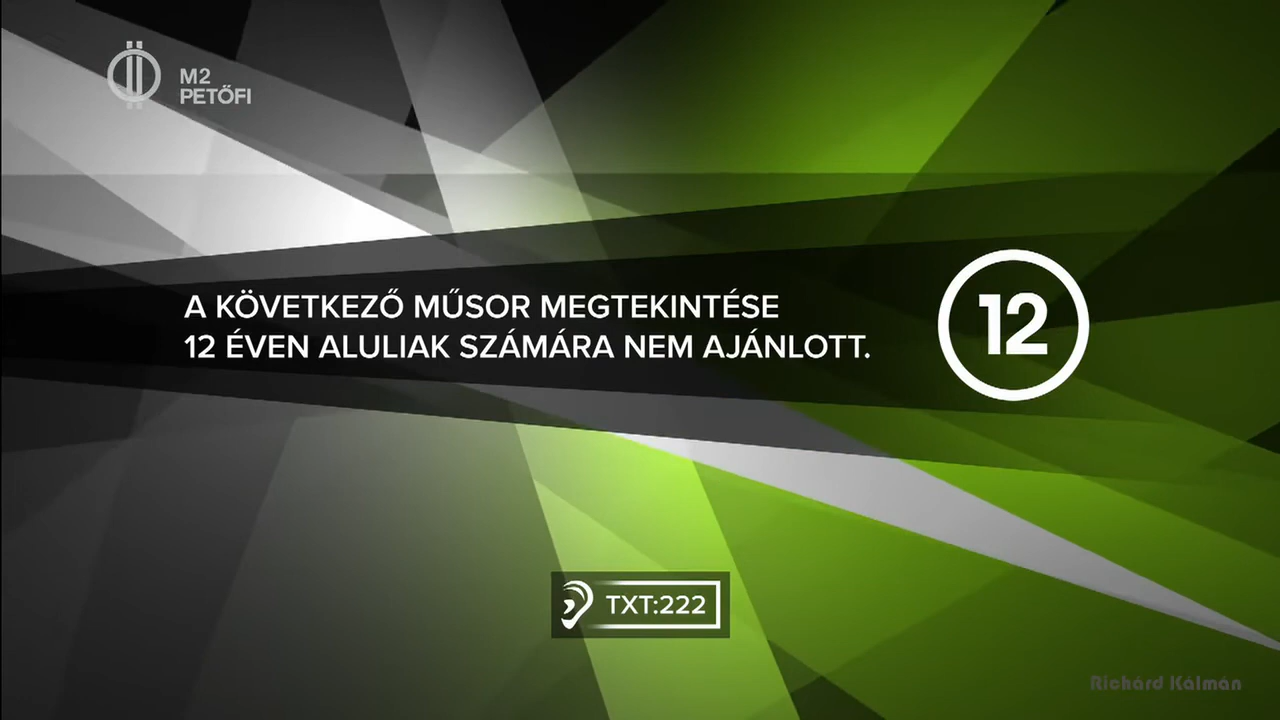 M2
PETŐFI
A KÖVETKEZŐ MŰSOR MEGTEKINTÉSE
12 ÉVEN ALULIAK SZÁMÁRA NEM AJÁNLOTT.
12
TXT:222
Richárd Kálmán